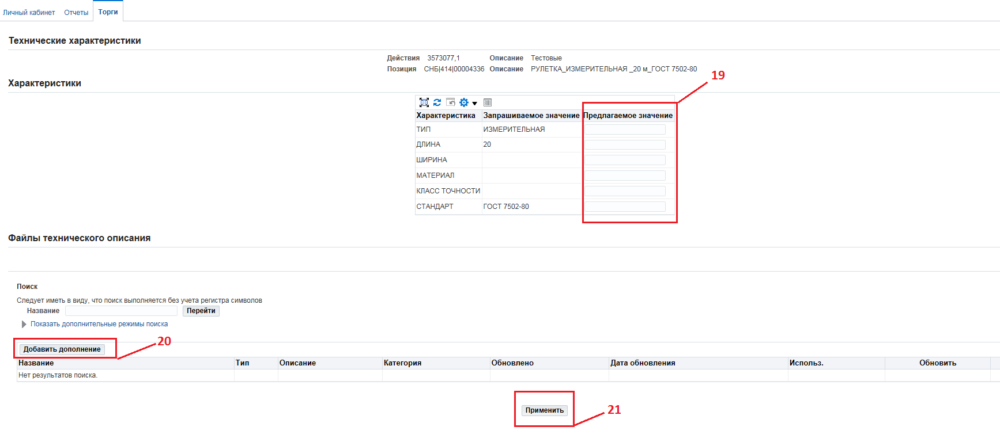 Личный кабинет Отчеты Торги
Технические характеристики
Действия 3573077,1 Описание Тестовые
Позиция СНБ|414|00004336 Описание РУЛЕТКА_ИЗМЕРИТЕЛЬНАЯ _20 м_ГОСТ 7502-80
19
Характеристики
Характеристика Запрашиваемое значение Предлагаемое значение
ТИП ИЗМЕРИТЕЛЬНАЯ
ДЛИНА 20
ШИРИНА
МАТЕРИАЛ
КЛАСС ТОЧНОСТИ
СТАНДАРТ ГОСТ 7502-80
Файлы технического описания
Поиск
Следует иметь в виду, что поиск выполняется без учета регистра символов
Название Перейти
Показать дополнительные режимы поиска
20
Добавить дополнение
Название Тип Описание Категория Обновлено Дата обновления Использ. Обновить
Нет результатов поиска.
Применить 21